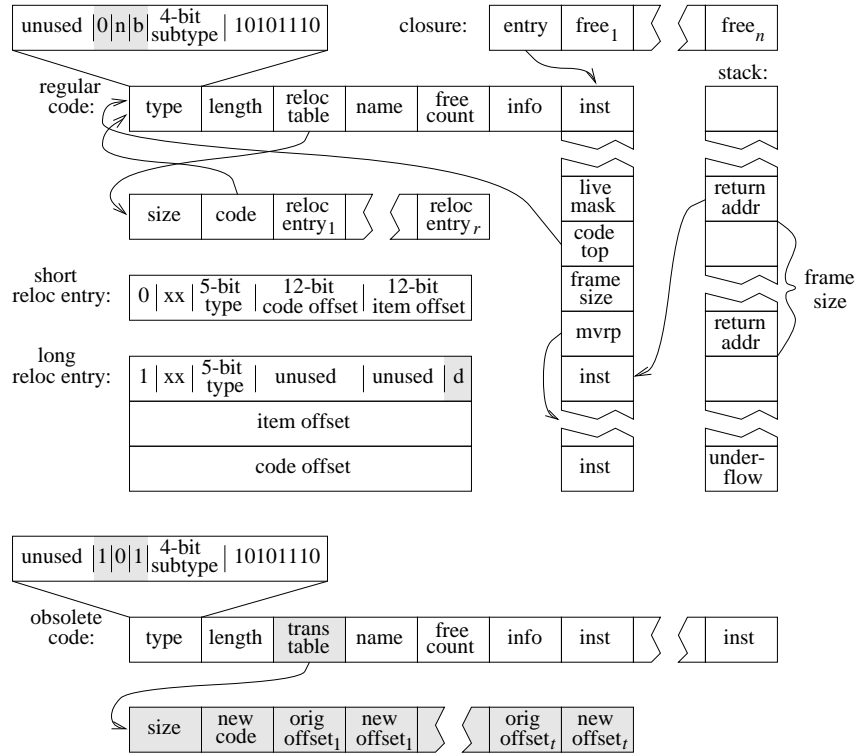 unused |0|n|b| 4-bit subtype | 10101110
closure: entry free₁ freeₙ
stack:
regular code: type length reloc table name free count info inst
live mask
return addr
size code reloc entry₁ reloc entryᵣ
code top
short reloc entry: 0 | xx | 5-bit type | 12-bit code offset | 12-bit item offset
frame size
frame size
mvrp
return addr
long reloc entry: 1 | xx | 5-bit type | unused | unused | d
inst
item offset
code offset
inst
under-flow
unused |1|0|1| 4-bit subtype | 10101110
obsolete code: type length trans table name free count info inst inst
size new code orig offset₁ new offset₁ orig offsetₜ new offsetₜ